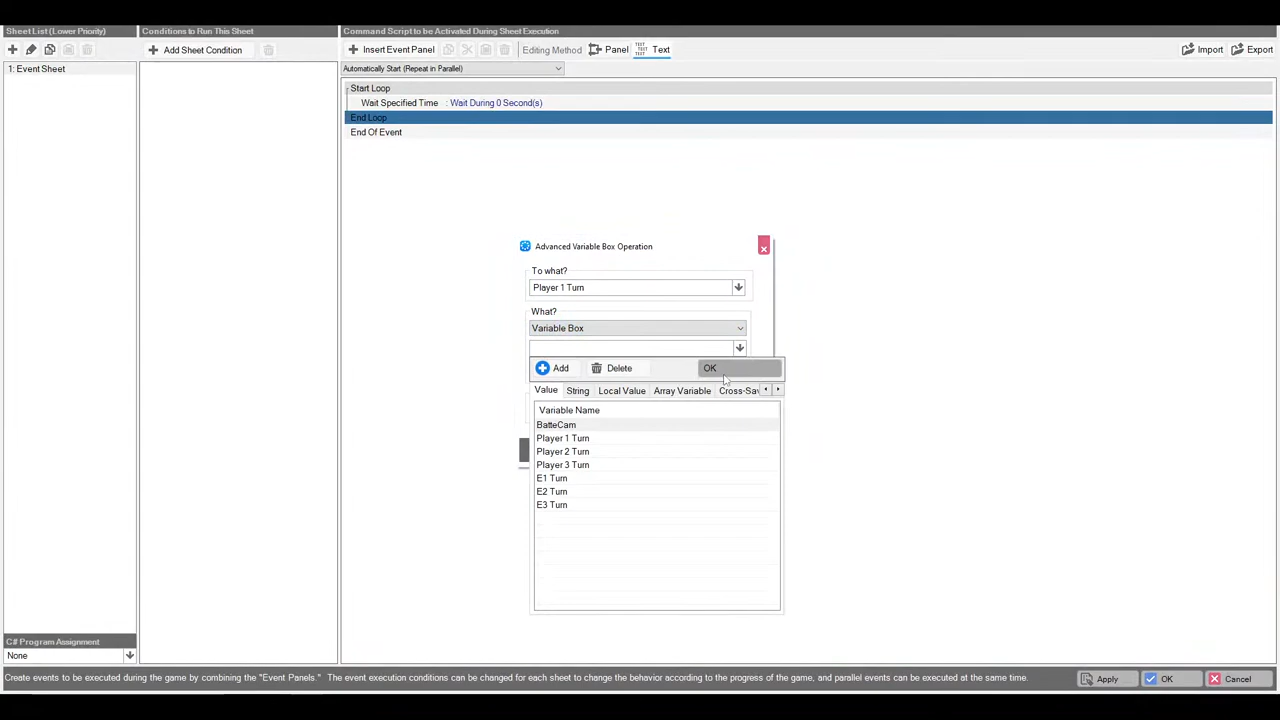 Sheet List (Lower Priority)
Conditions to Run This Sheet
Command Script to be Activated During Sheet Execution
Add Sheet Condition
Insert Event Panel
Editing Method
Panel
TEXT
TEXT
TEXT
Text
Import
Export
1: Event Sheet
Automatically Start (Repeat in Parallel)
Start Loop
Wait Specified Time : Wait During 0 Second(s)
End Loop
End Of Event
Advanced Variable Box Operation
To what?
Player 1 Turn
What?
Variable Box
Add
Delete
OK
Value
String
Local Value
Array Variable
Cross-Sav
Variable Name
BatteCam
Player 1 Turn
Player 2 Turn
Player 3 Turn
E1 Turn
E2 Turn
E3 Turn
C# Program Assignment
None
Create events to be executed during the game by combining the "Event Panels." The event execution conditions can be changed for each sheet to change the behavior according to the progress of the game, and parallel events can be executed at the same time.
Apply
OK
Cancel